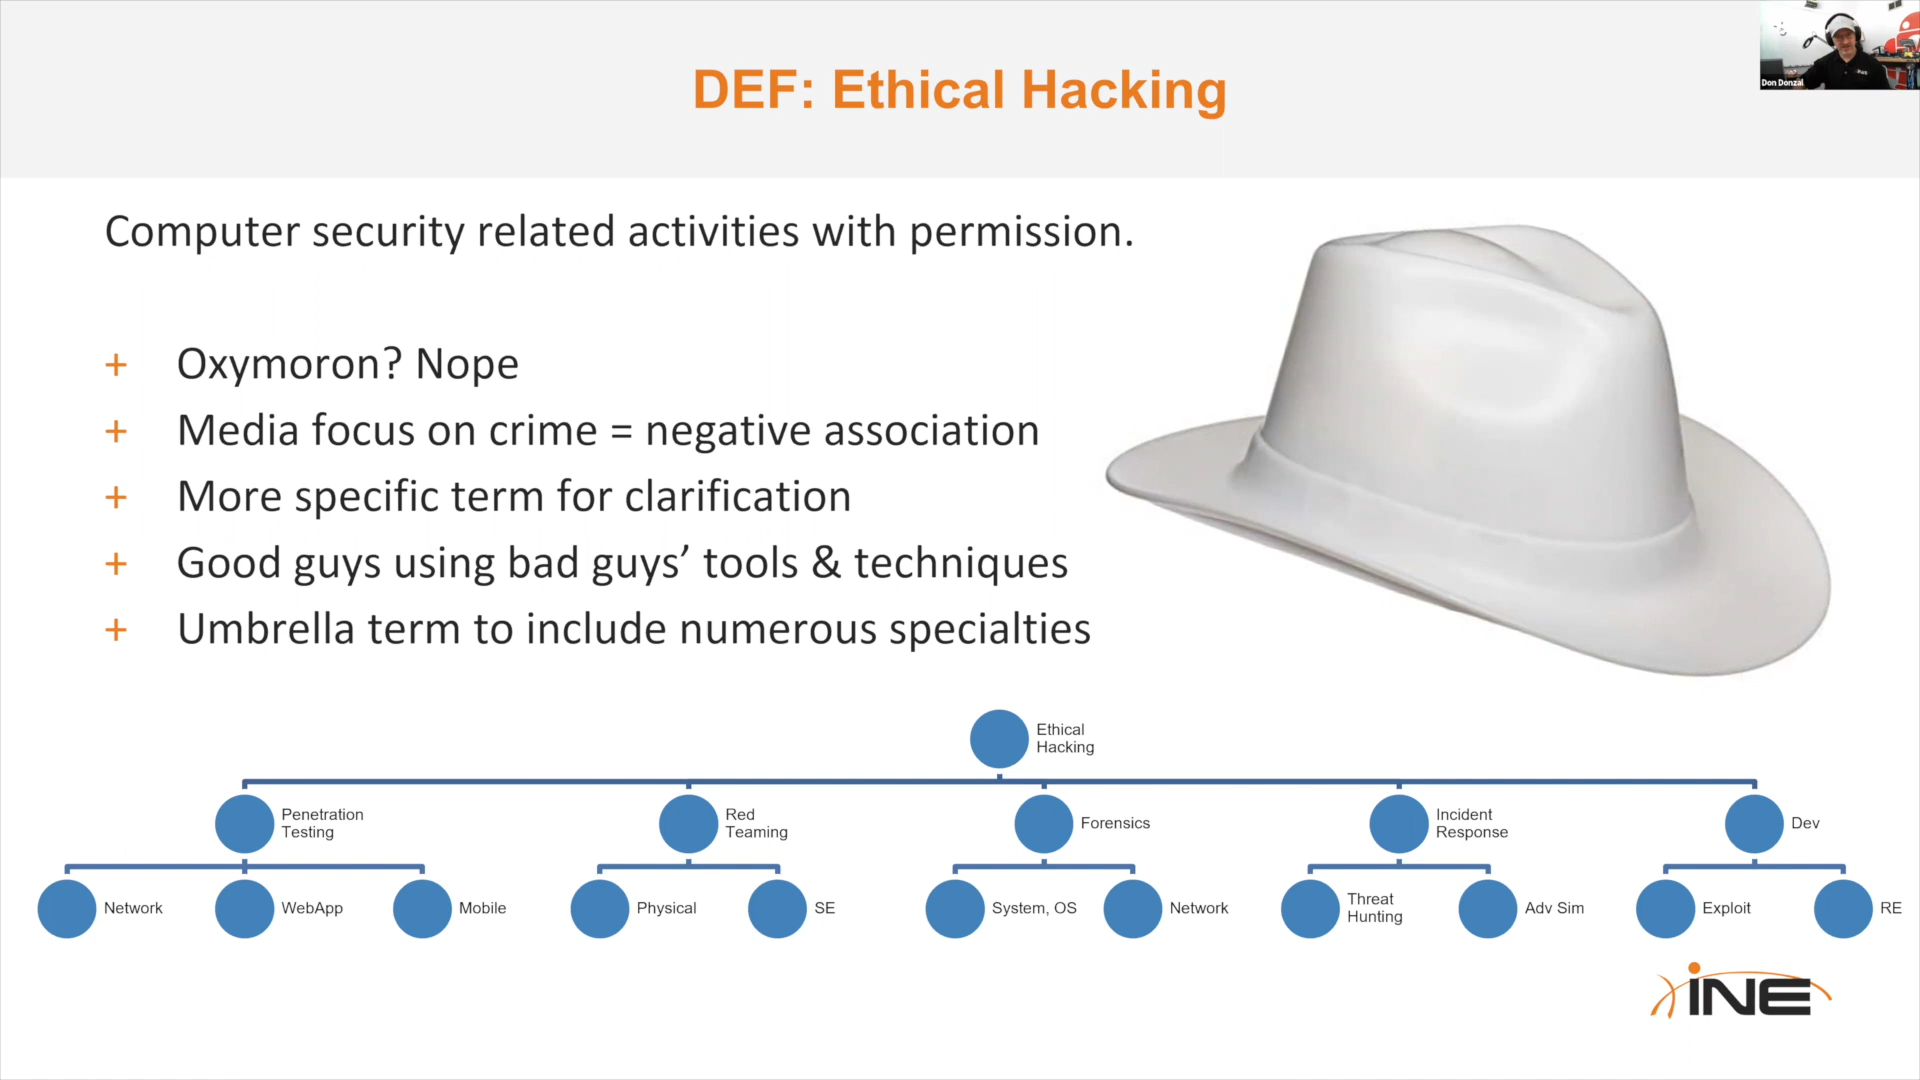 DEF: Ethical Hacking
Don Donzal
Computer security related activities with permission.
+ Oxymoron? Nope
+ Media focus on crime = negative association
+ More specific term for clarification
+ Good guys using bad guys’ tools & techniques
+ Umbrella term to include numerous specialties
Ethical
Hacking
Penetration
Testing
Red
Teaming
Forensics
Incident
Response
Dev
Network
WebApp
Mobile
Physical
SE
System, OS
Network
Threat
Hunting
Adv Sim
Exploit
RE
iNE